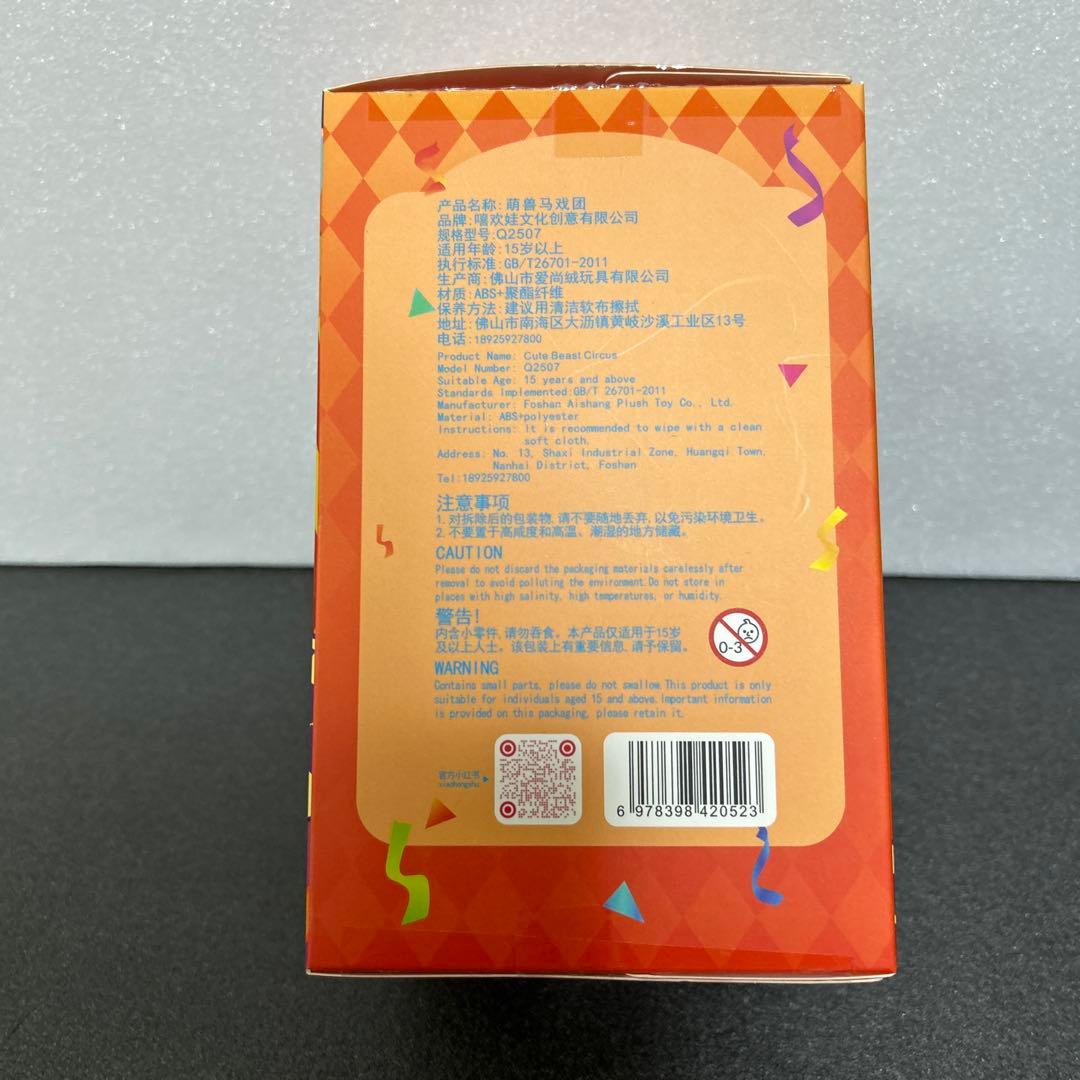 产品名称:萌兽马戏团
品牌:嘻欢娃文化创意有限公司
规格型号:Q2507
适用年龄:15岁以上
执行标准:GB/T26701-2011
生产商:佛山市爱尚绒玩具有限公司
材质:ABS+聚酯纤维
保养方法:建议用清洁软布擦拭
地址:佛山市南海区大沥镇黄岐沙溪工业区13号
电话:18925927800
Product Name: Cute Beast Circus
Model Number: Q2507
Suitable Age: 15 years and above
Standards Implemented:GB/T 26701-2011
Manufacturer: Foshan Aishang Plush Toy Co., Ltd.
Material: ABS+polyester
Instructions: It is recommended to wipe with a clean
soft cloth.
Address: No. 13, Shaxi Industrial Zone, Huangqi Town,
Nanhai District, Foshan
Tel:18925927800
注意事项
1. 对拆除后的包装物, 请不要随地丢弃, 以免污染环境卫生。
2. 不要置于高咸度和高温、潮湿的地方储藏。
CAUTION
Please do not discard the packaging materials carelessly after
removal to avoid polluting the environment.Do not store in
places with high salinity, high temperatures, or humidity.
警告!
内含小零件, 请勿吞食。本产品仅适用于15岁
及以上人士。该包装上有重要信息, 请予保留。
0-3
WARNING
Contains small parts, please do not swallow.This product is only
suitable for individuals aged 15 and above.Important information
is provided on this packaging, please retain it.
官方小红书
xiaohongshu
6 978398 420523